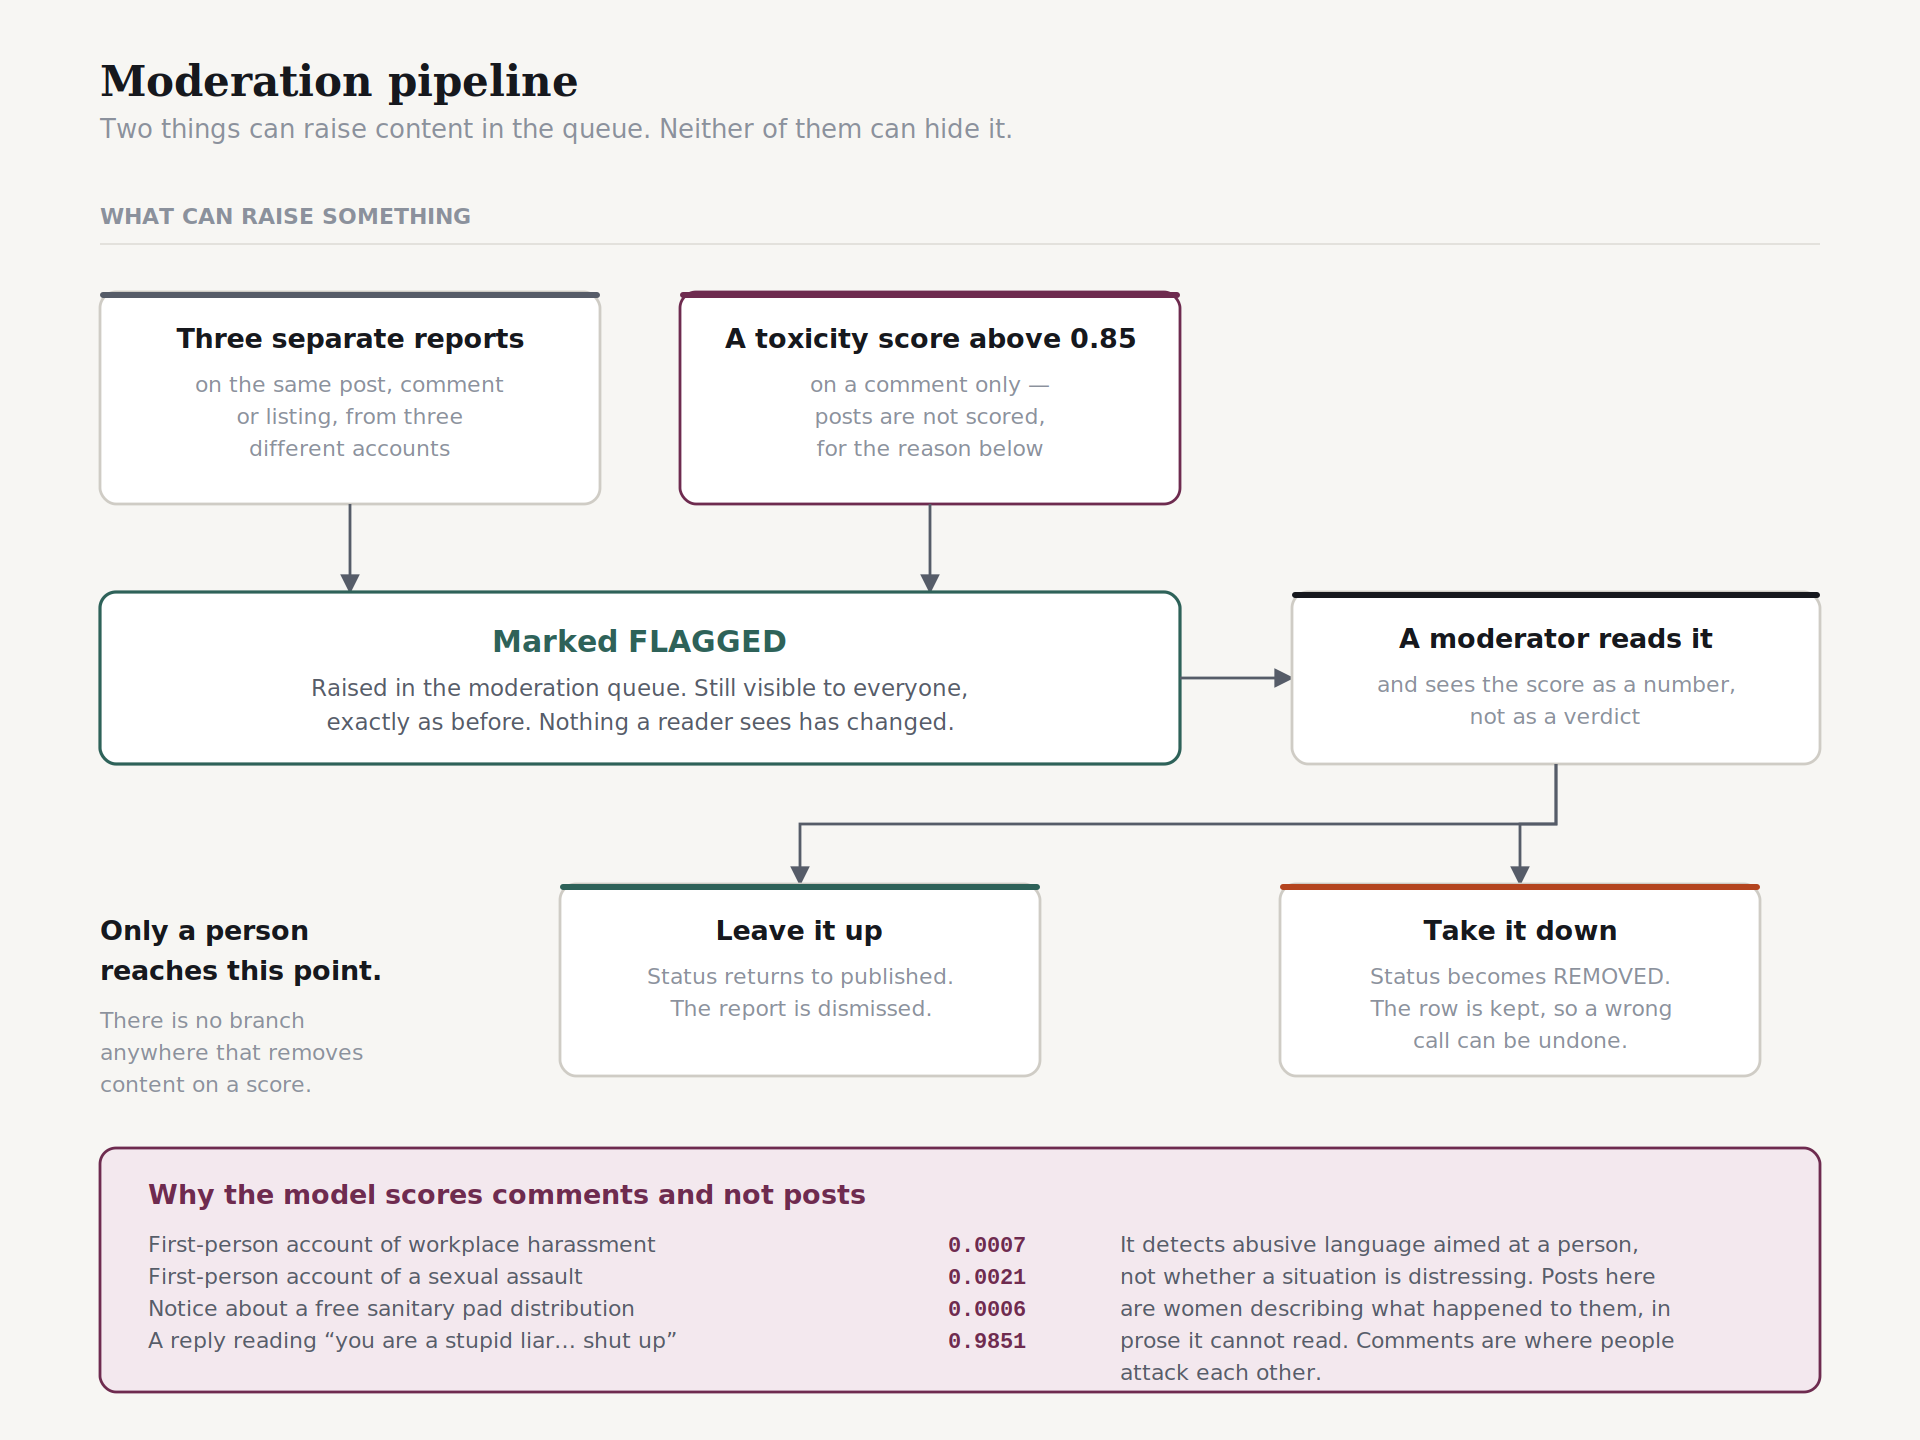 Moderation pipeline
Two things can raise content in the queue. Neither of them can hide it.
WHAT CAN RAISE SOMETHING
Three separate reports
on the same post, comment
or listing, from three
different accounts
A toxicity score above 0.85
on a comment only —
posts are not scored,
for the reason below
Marked FLAGGED
Raised in the moderation queue. Still visible to everyone,
exactly as before. Nothing a reader sees has changed.
A moderator reads it
and sees the score as a number,
not as a verdict
Only a person
reaches this point.
There is no branch
anywhere that removes
content on a score.
Leave it up
Status returns to published.
The report is dismissed.
Take it down
Status becomes REMOVED.
The row is kept, so a wrong
call can be undone.
Why the model scores comments and not posts
First-person account of workplace harassment 0.0007
First-person account of a sexual assault 0.0021
Notice about a free sanitary pad distribution 0.0006
A reply reading “you are a stupid liar… shut up” 0.9851
It detects abusive language aimed at a person,
not whether a situation is distressing. Posts here
are women describing what happened to them, in
prose it cannot read. Comments are where people
attack each other.